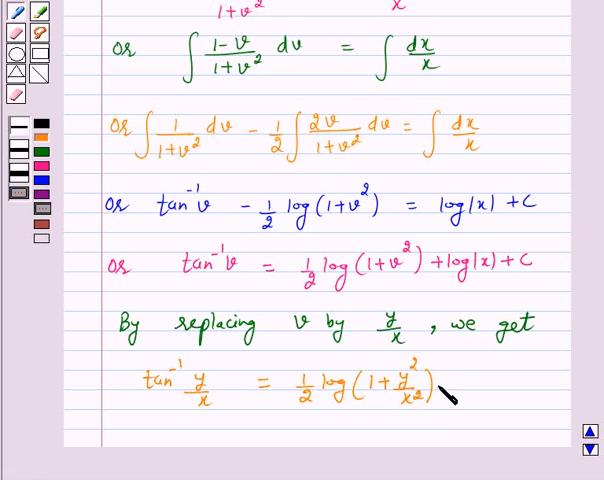 1+v²   x
or ∫ (1-v)/(1+v²) dv = ∫ dx/x
or ∫ 1/(1+v²) dv - 1/2 ∫ 2v/(1+v²) dv = ∫ dx/x
or tan⁻¹v - 1/2 log(1+v²) = log|x| + C
or tan⁻¹v = 1/2 log(1+v²) + log|x| + C
By replacing v by y/x, we get
tan⁻¹ y/x = 1/2 log(1+y²/x²)